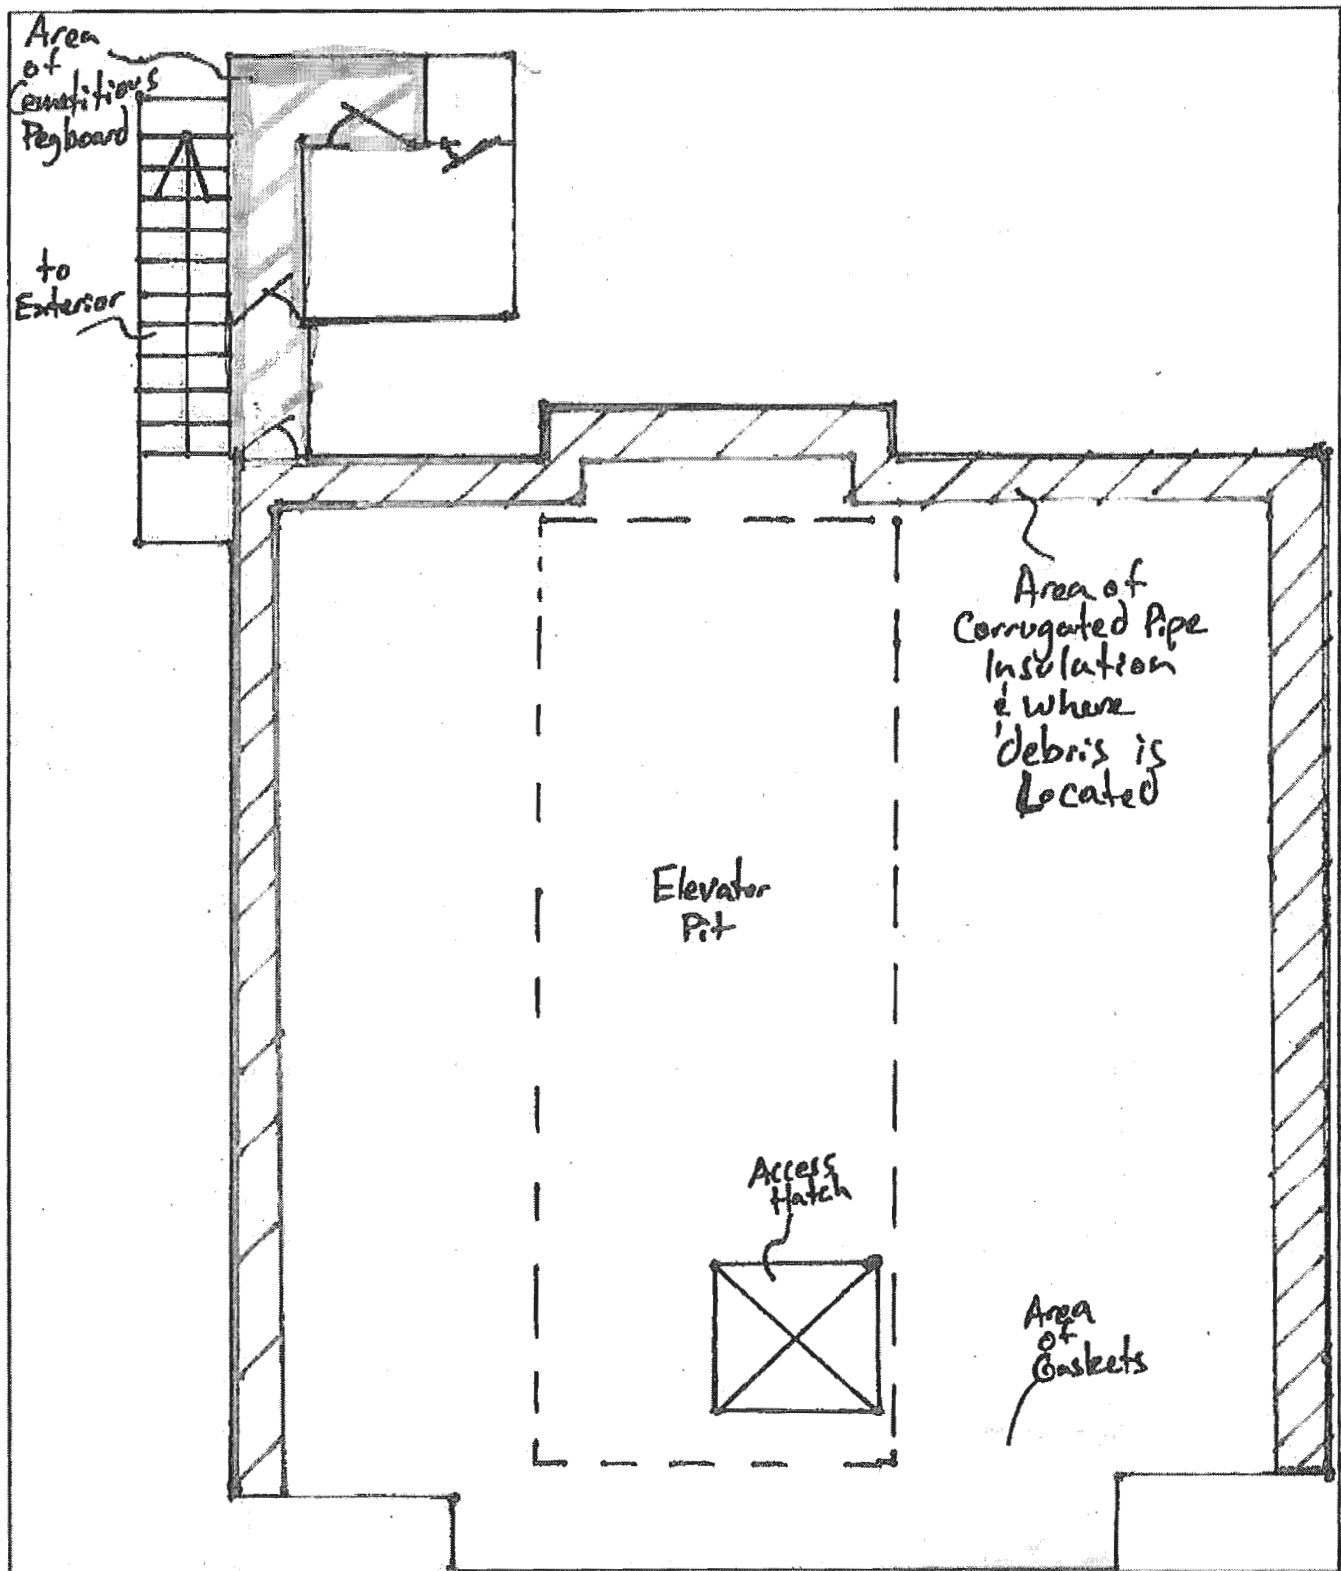 Area
of
Cemetitious
Pegboard
to
Exterior
Area of
Corrugated Pipe
Insulation
& where
debris is
Located
Elevator
Pit
Access
Hatch
Area
of
Gaskets